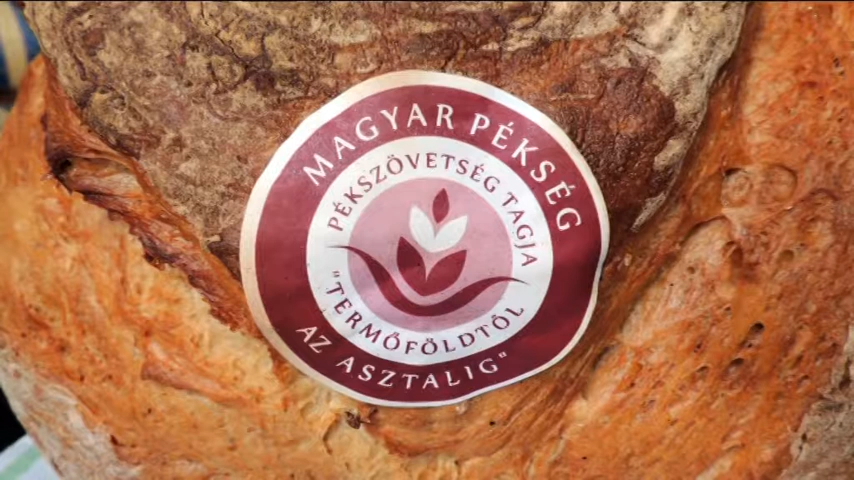 MAGYAR PÉKSÉG
PÉKSZÖVETSÉG TAGJA
"TERMŐFÖLDTŐL
AZ ASZTALIG"